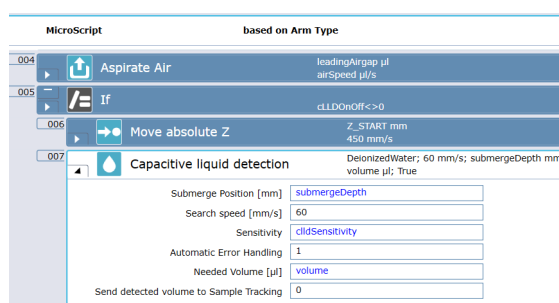 MicroScript based on Arm Type
004 Aspirate Air leadingAirgap µl
airSpeed µl/s
005 If
cLLDOnOff<>0
006 Move absolute Z Z_START mm
450 mm/s
007 Capacitive liquid detection DeionizedWater; 60 mm/s; submergeDepth mm
volume µl; True
Submerge Position [mm] submergeDepth
Search speed [mm/s] 60
Sensitivity clldSensitivity
Automatic Error Handling 1
Needed Volume [µl] volume
Send detected volume to Sample Tracking 0